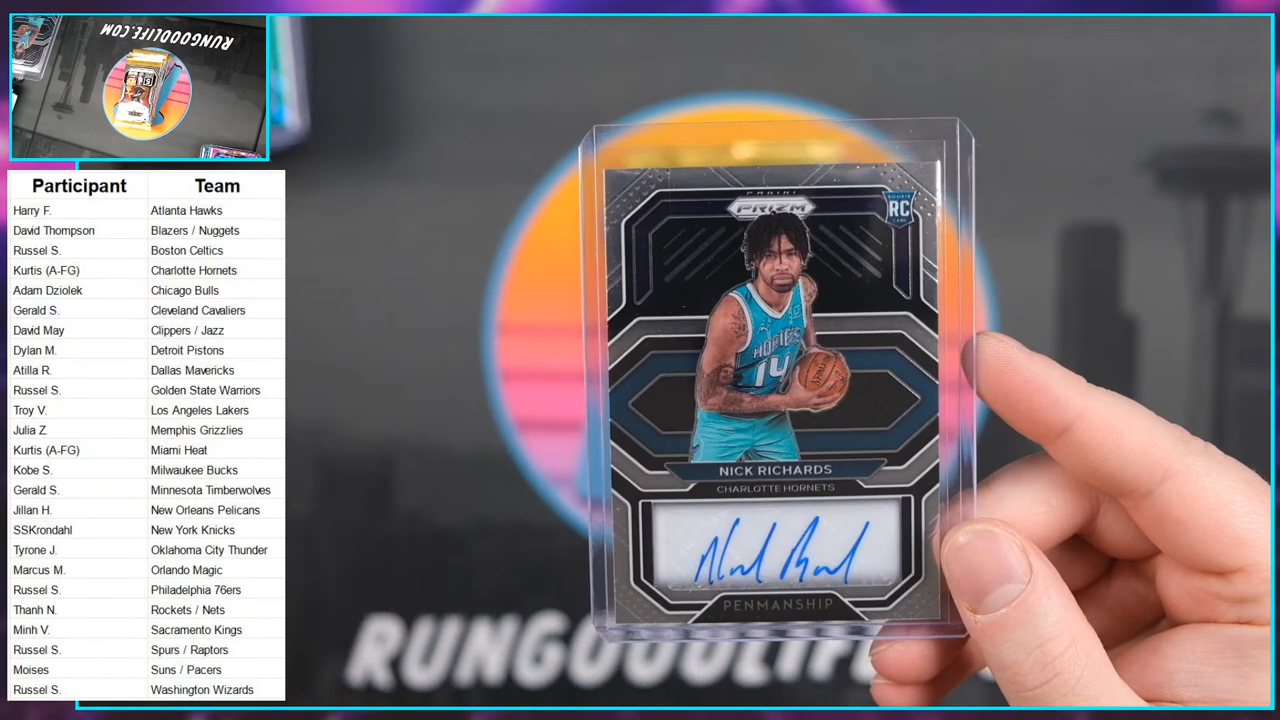 RUNGOODLIFE.COM
Participant Team
Harry F. Atlanta Hawks
David Thompson Blazers / Nuggets
Russel S. Boston Celtics
Kurtis (A-FG) Charlotte Hornets
Adam Dziolek Chicago Bulls
Gerald S. Cleveland Cavaliers
David May Clippers / Jazz
Dylan M. Detroit Pistons
Atilla R. Dallas Mavericks
Russel S. Golden State Warriors
Troy V. Los Angeles Lakers
Julia Z. Memphis Grizzlies
Kurtis (A-FG) Miami Heat
Kobe S. Milwaukee Bucks
Gerald S. Minnesota Timberwolves
Jillan H. New Orleans Pelicans
SSKrondahl New York Knicks
Tyrone J. Oklahoma City Thunder
Marcus M. Orlando Magic
Russel S. Philadelphia 76ers
Thanh N. Rockets / Nets
Minh V. Sacramento Kings
Russel S. Spurs / Raptors
Moises Suns / Pacers
Russel S. Washington Wizards
PANINI
PRIZM
ROOKIE
RC
CARD
HORNETS
14
NICK RICHARDS
CHARLOTTE HORNETS
PENMANSHIP
RUNGOODLIFE